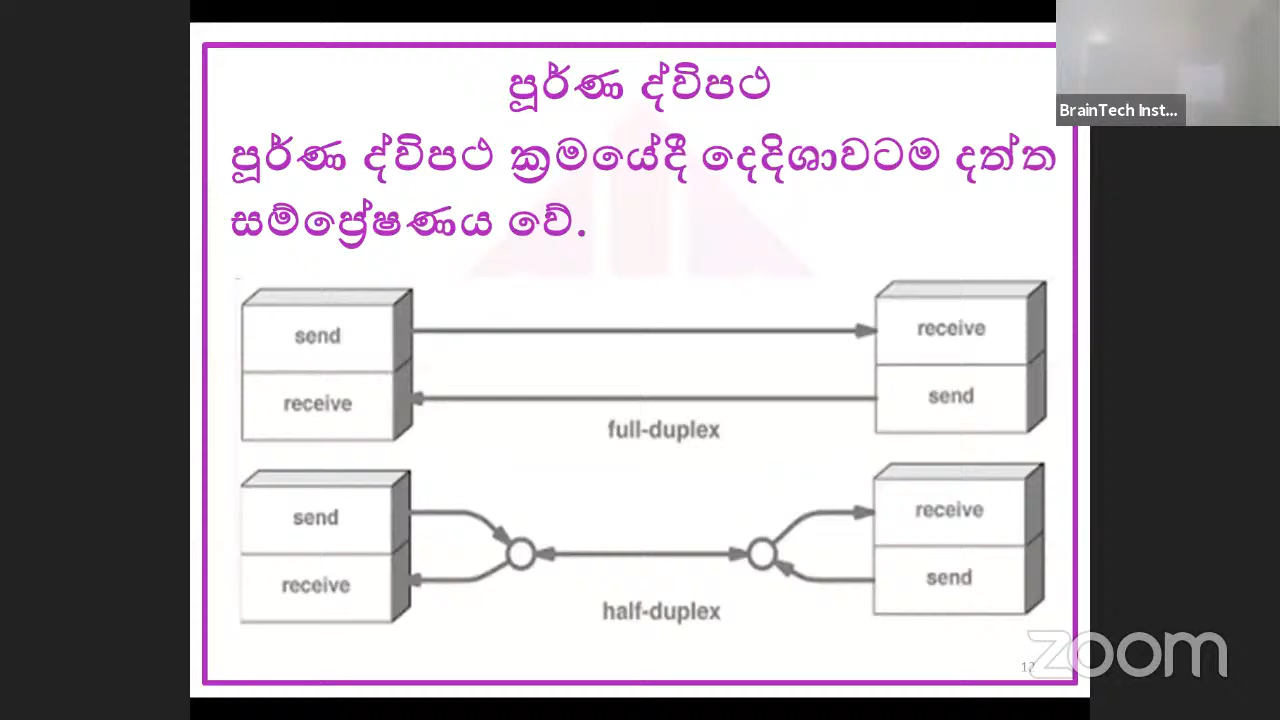 පූර්ණ ද්විපථ
BrainTech Inst...
පූර්ණ ද්විපථ ක්‍රමයේදී දෙදිශාවටම දත්ත
සම්ප්‍රේෂණය වේ.
send
receive
receive
send
full-duplex
send
receive
receive
send
half-duplex
zoom